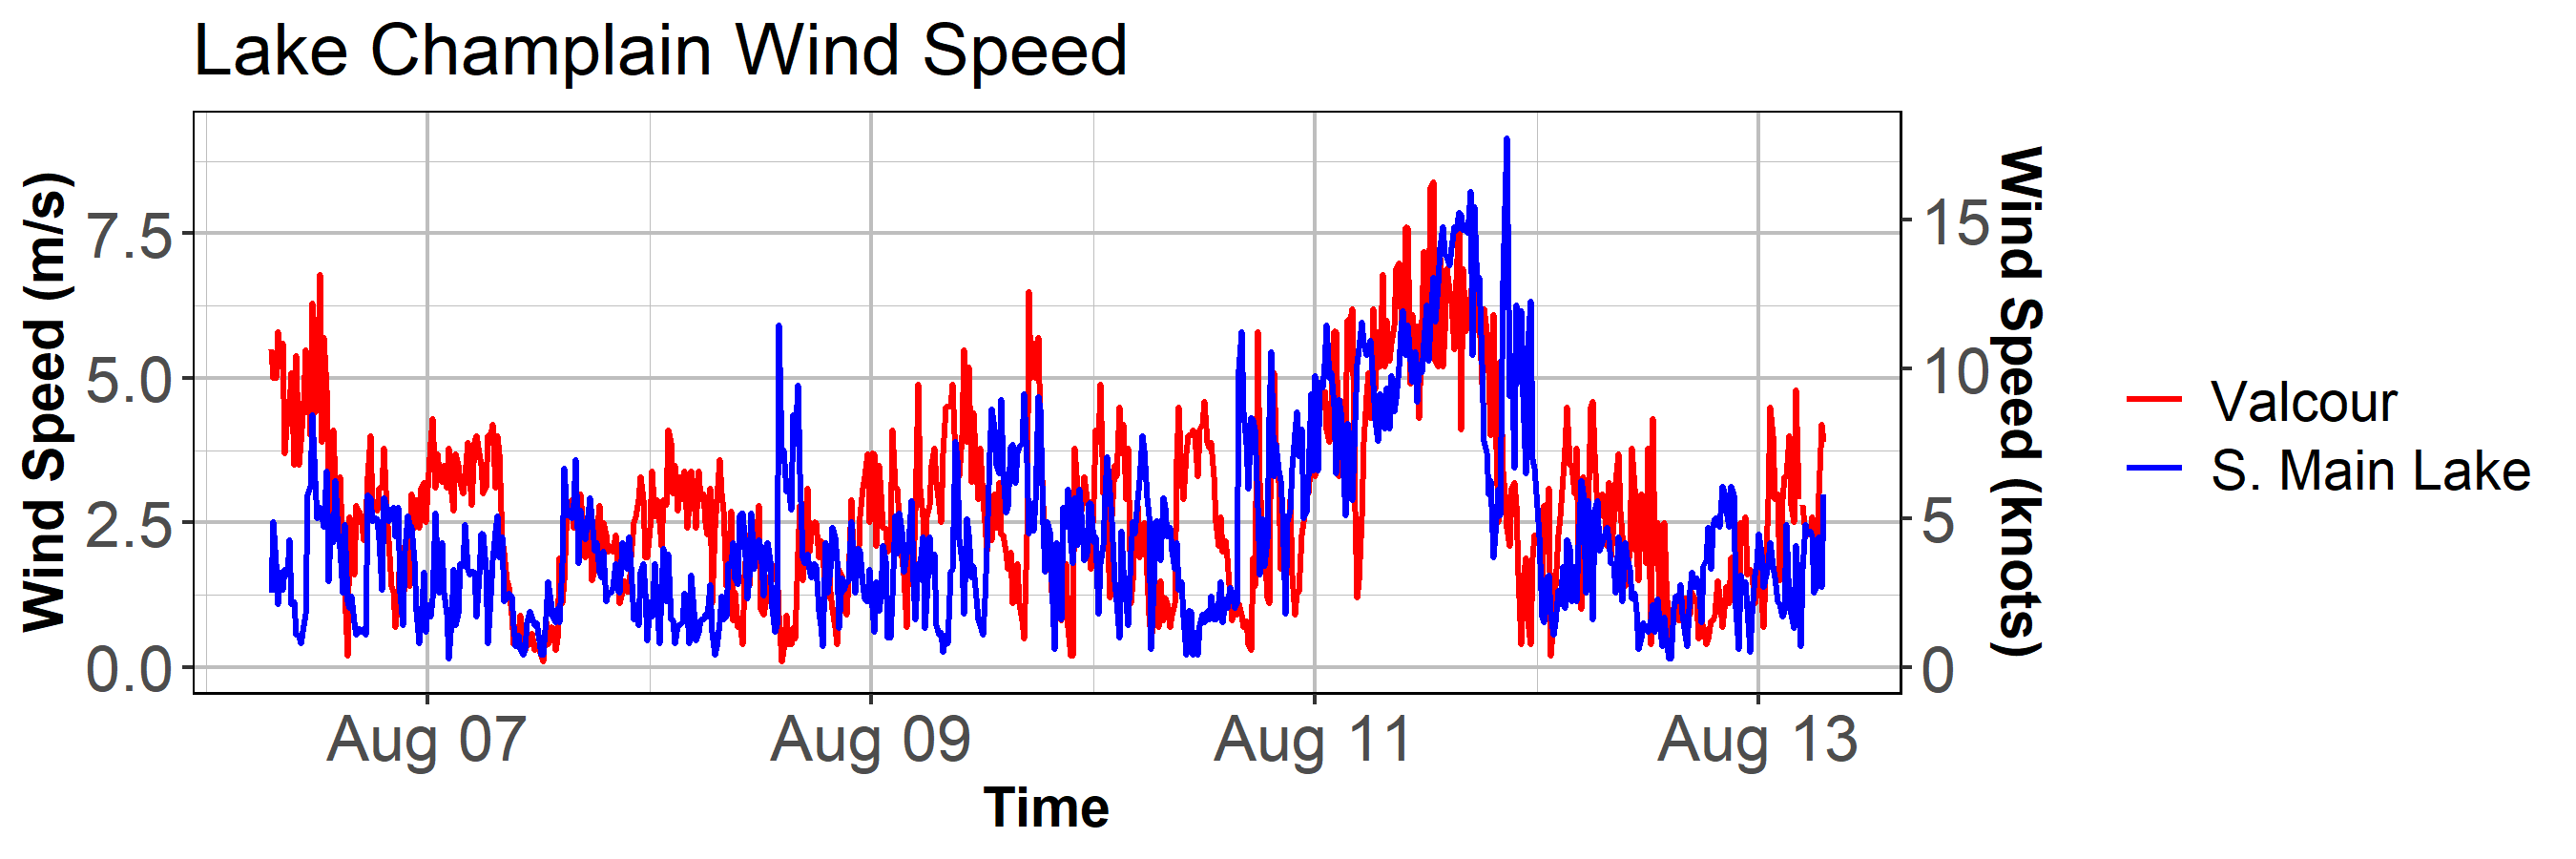 Lake Champlain Wind Speed
Wind Speed (m/s)
7.5
5.0
2.5
0.0
15
10
5
0
Wind Speed (knots)
Aug 07
Aug 09
Aug 11
Aug 13
Time
Valcour
S. Main Lake